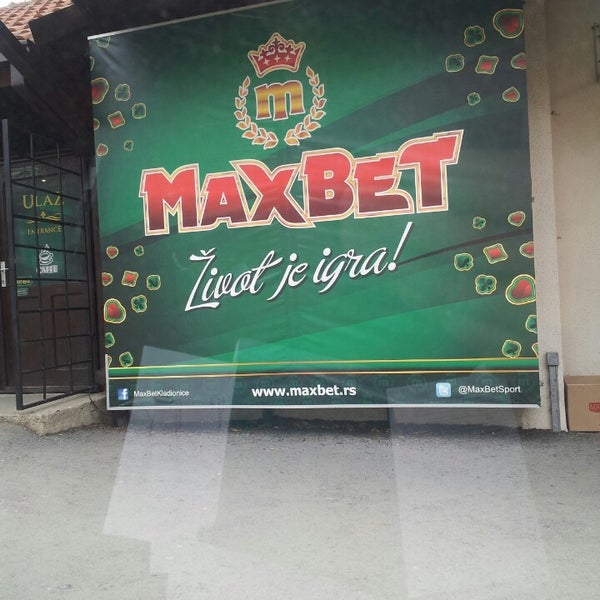 m
MAXBET
Život je igra!
ULAZ
ENTRANCE
MaxBetKladionice
www.maxbet.rs
@MaxBetSport